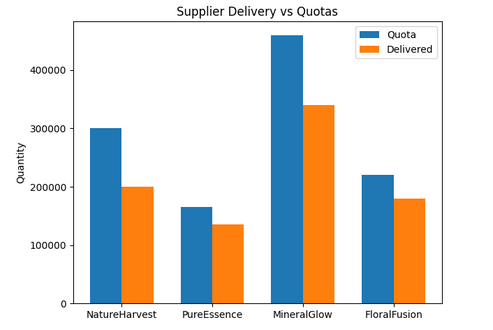 Supplier Delivery vs Quotas
Quota
Delivered
Quantity
400000
300000
200000
100000
0
NatureHarvest
PureEssence
MineralGlow
FloralFusion